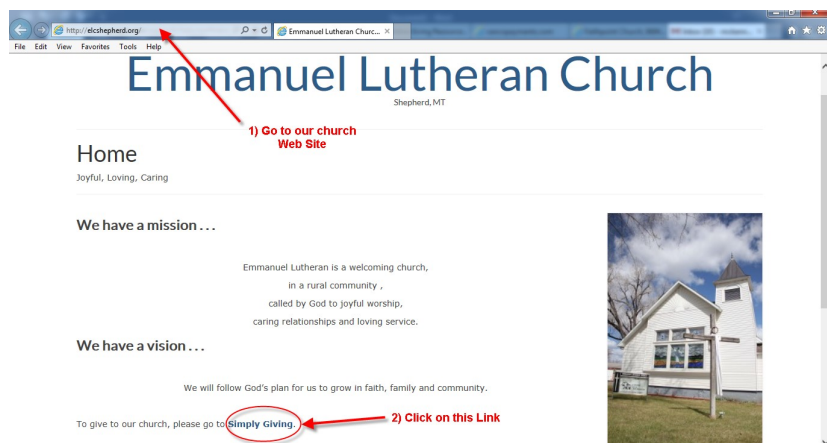 http://elcshepherd.org/
Emmanuel Lutheran Churc...
File Edit View Favorites Tools Help
Emmanuel Lutheran Church
Shepherd, MT
1) Go to our church
Web Site
Home
Joyful, Loving, Caring
We have a mission . . .
Emmanuel Lutheran is a welcoming church,
in a rural community ,
called by God to joyful worship,
caring relationships and loving service.
We have a vision . . .
We will follow God's plan for us to grow in faith, family and community.
To give to our church, please go to Simply Giving.
2) Click on this Link